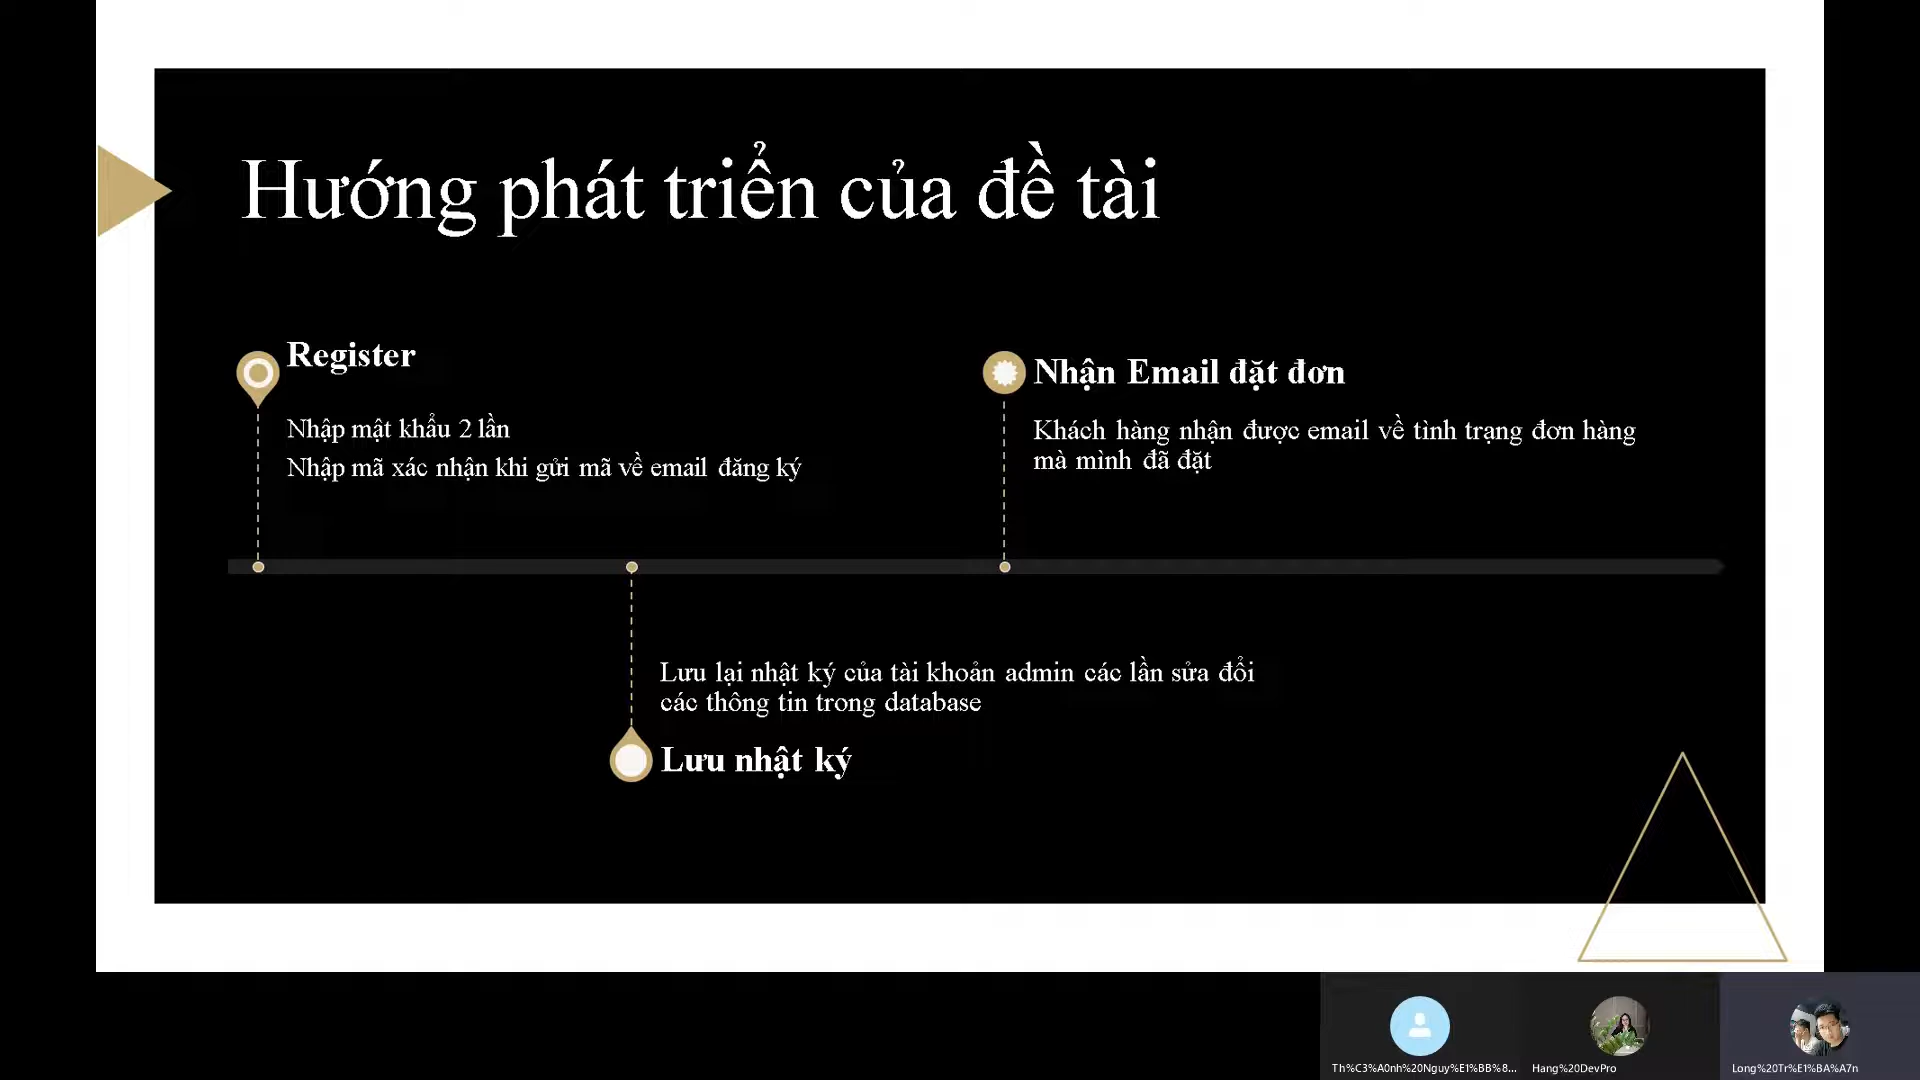 Hướng phát triển của đề tài
Register
Nhập mật khẩu 2 lần
Nhập mã xác nhận khi gửi mã về email đăng ký
Nhận Email đặt đơn
Khách hàng nhận được email về tình trạng đơn hàng
mà mình đã đặt
Lưu lại nhật ký của tài khoản admin các lần sửa đổi
các thông tin trong database
Lưu nhật ký
Th%C3%A0nh%20Nguy%E1%BB%8...
Hang%20DevPro
Long%20Tr%E1%BA%A7n